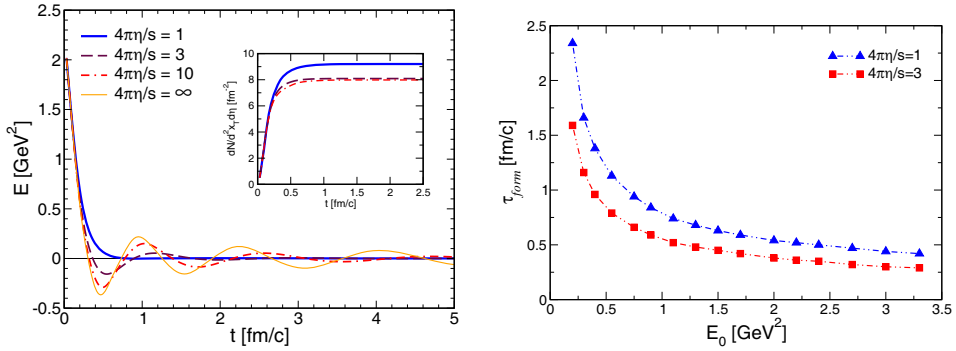 4πη/s = 1
4πη/s = 3
4πη/s = 10
4πη/s = ∞
E [GeV²]
2.5
2
1.5
1
0.5
0
-0.5
0 1 2 3 4 5
t [fm/c]
dN/d²x_T dη [fm⁻²]
10
8
6
4
2
0
0 0.5 1 1.5 2 2.5
t [fm/c]
4πη/s=1
4πη/s=3
τ_form [fm/c]
2.5
2
1.5
1
0.5
0
0 0.5 1 1.5 2 2.5 3 3.5
E₀ [GeV²]